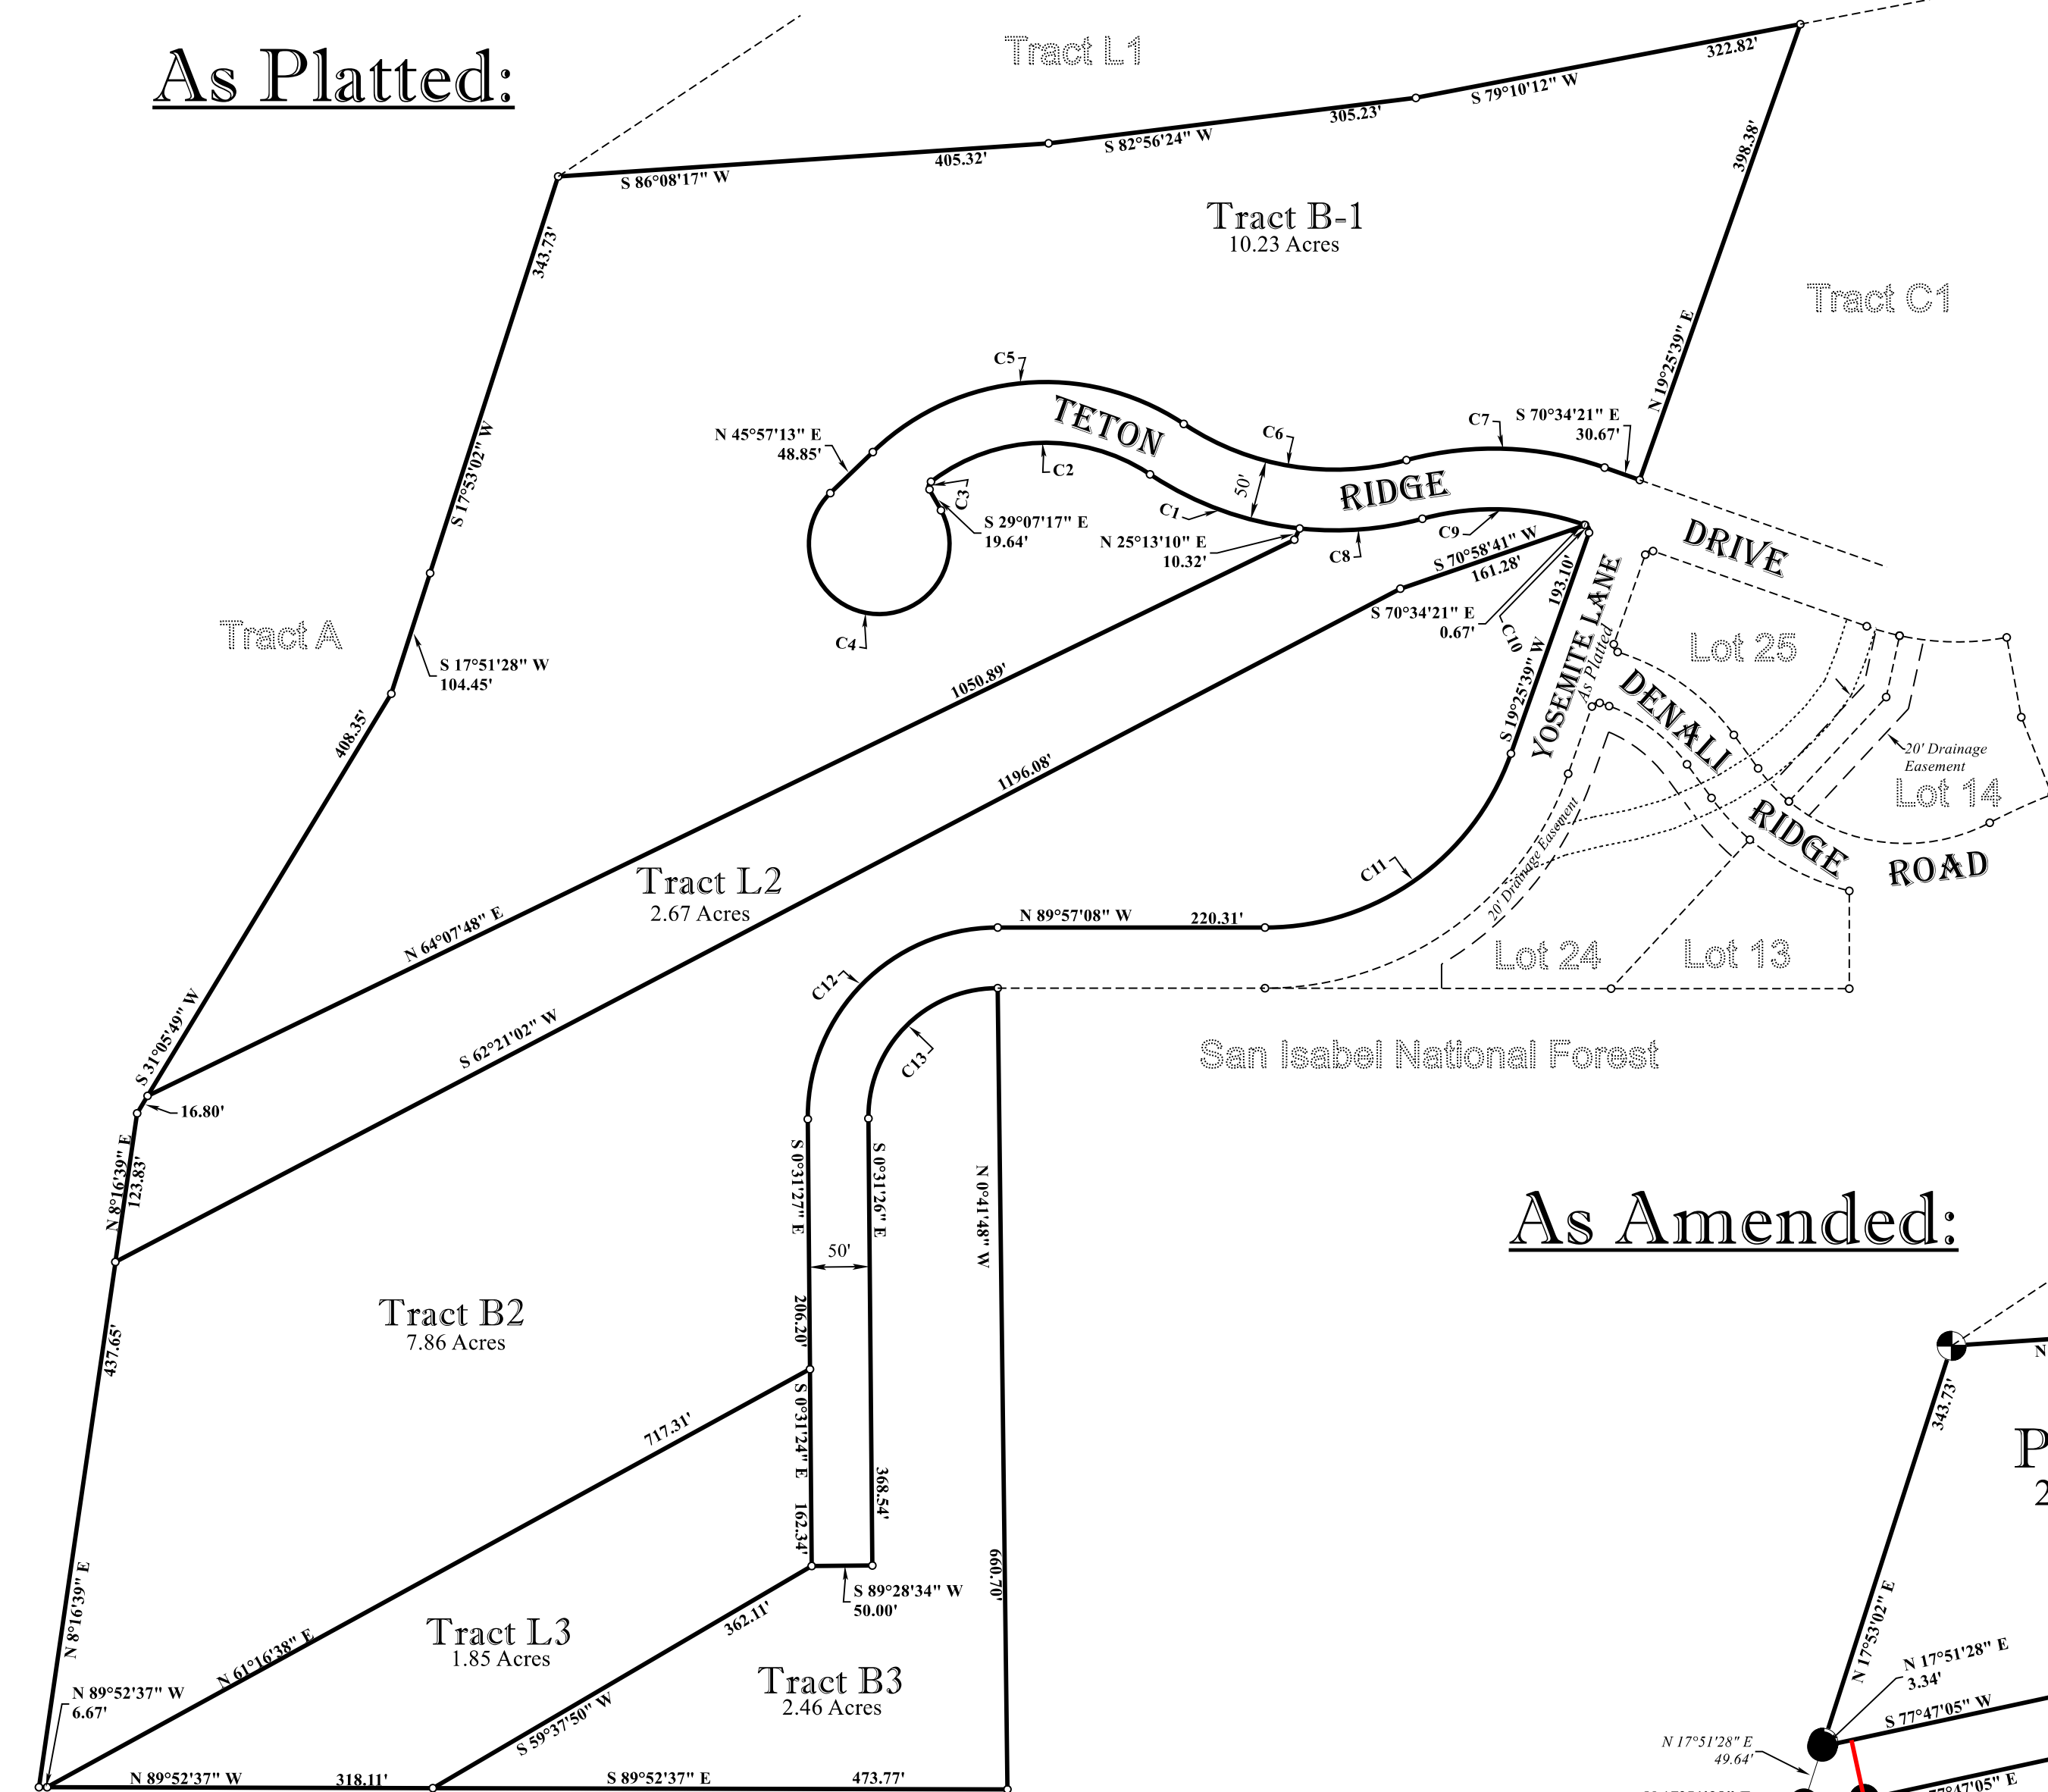 As Platted:
Tract L1
322.82'
S 79°10'12" W
305.23'
S 82°56'24" W
405.32'
S 86°08'17" W
398.38'
N 19°25'39" E
Tract B-1
10.23 Acres
Tract C1
343.73'
S 17°53'02" W
C5
TETON
RIDGE
DRIVE
C6
C7
S 70°34'21" E
30.67'
N 45°57'13" E
48.85'
C2
C3
C1
50'
S 29°07'17" E
19.64'
N 25°13'10" E
10.32'
C8
C9
S 70°58'41" W
161.28'
S 70°34'21" E
0.67'
C10
193.10'
S 19°25'39" W
YOSEMITE LANE
As Platted
C4
Tract A
S 17°51'28" W
104.45'
408.35'
S 31°05'49" W
1050.89'
N 64°07'48" E
1196.08'
S 62°21'02" W
Tract L2
2.67 Acres
Lot 25
DENALI
RIDGE
ROAD
20' Drainage
Easement
Lot 14
20' Drainage Easement
Lot 24
Lot 13
C11
N 89°57'08" W
220.31'
C12
C13
San Isabel National Forest
16.80'
N 8°16'39" E
123.83'
S 0°31'27" E
206.20'
S 0°31'26" E
368.54'
N 0°41'48" W
660.70'
50'
Tract B2
7.86 Acres
437.65'
N 8°16'39" E
717.31'
N 61°16'38" E
S 0°31'24" E
162.34'
S 89°28'34" W
50.00'
362.11'
S 59°37'50" W
Tract L3
1.85 Acres
Tract B3
2.46 Acres
N 89°52'37" W
6.67'
N 89°52'37" W
318.11'
S 89°52'37" E
473.77'
As Amended:
N
343.73'
N 17°53'02" E
P
2
N 17°51'28" E
3.34'
S 77°47'05" W
N 17°51'28" E
49.64'
77°47'05" E